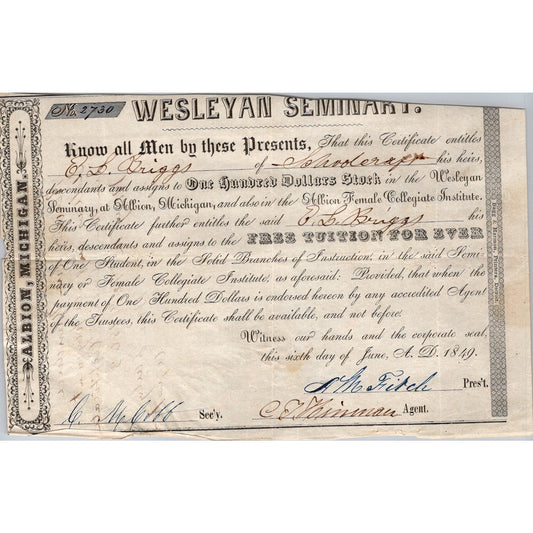 No. 2730
WESLEYAN SEMINARY.
Know all Men by these Presents, That this Certificate entitles
E. L. Briggs of Schoolcraft his heirs,
descendants and assigns to One Hundred Dollars Stock in the Wesleyan
Seminary, at Albion, Michigan, and also in the Albion Female Collegiate Institute.
This Certificate further entitles the said E. L. Briggs his
heirs, descendants and assigns to the FREE TUITION FOR EVER
of One Student, in the Solid Branches of Instruction, in the said Semi-
nary or Female Collegiate Institute, as aforesaid: Provided, that when the
payment of One Hundred Dollars is endorsed hereon by any accredited Agent
of the Trustees, this Certificate shall be available, and not before.
Witness our hands and the corporate seal,
this sixth day of June, A. D. 1849.
Pres't.
Sec'y.
Agent.
ALBION, MICHIGAN.